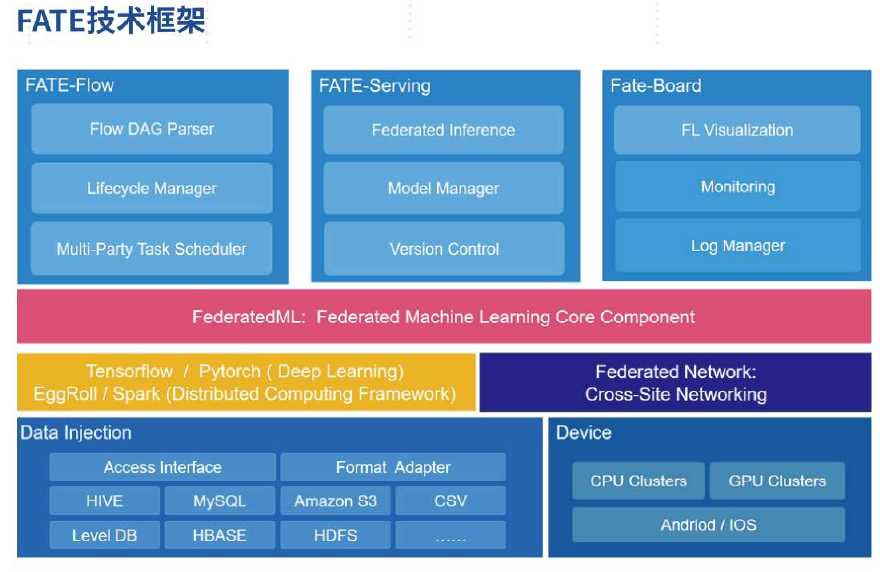 FATE技术框架
FATE-Flow
Flow DAG Parser
Lifecycle Manager
Multi-Party Task Scheduler
FATE-Serving
Federated Inference
Model Manager
Version Control
Fate-Board
FL Visualization
Monitoring
Log Manager
FederatedML: Federated Machine Learning Core Component
Tensorflow / Pytorch ( Deep Learning)
EggRoll / Spark (Distributed Computing Framework)
Federated Network:
Cross-Site Networking
Data Injection
Access Interface
Format Adapter
HIVE
MySQL
Amazon S3
CSV
Level DB
HBASE
HDFS
......
Device
CPU Clusters
GPU Clusters
Andriod / IOS